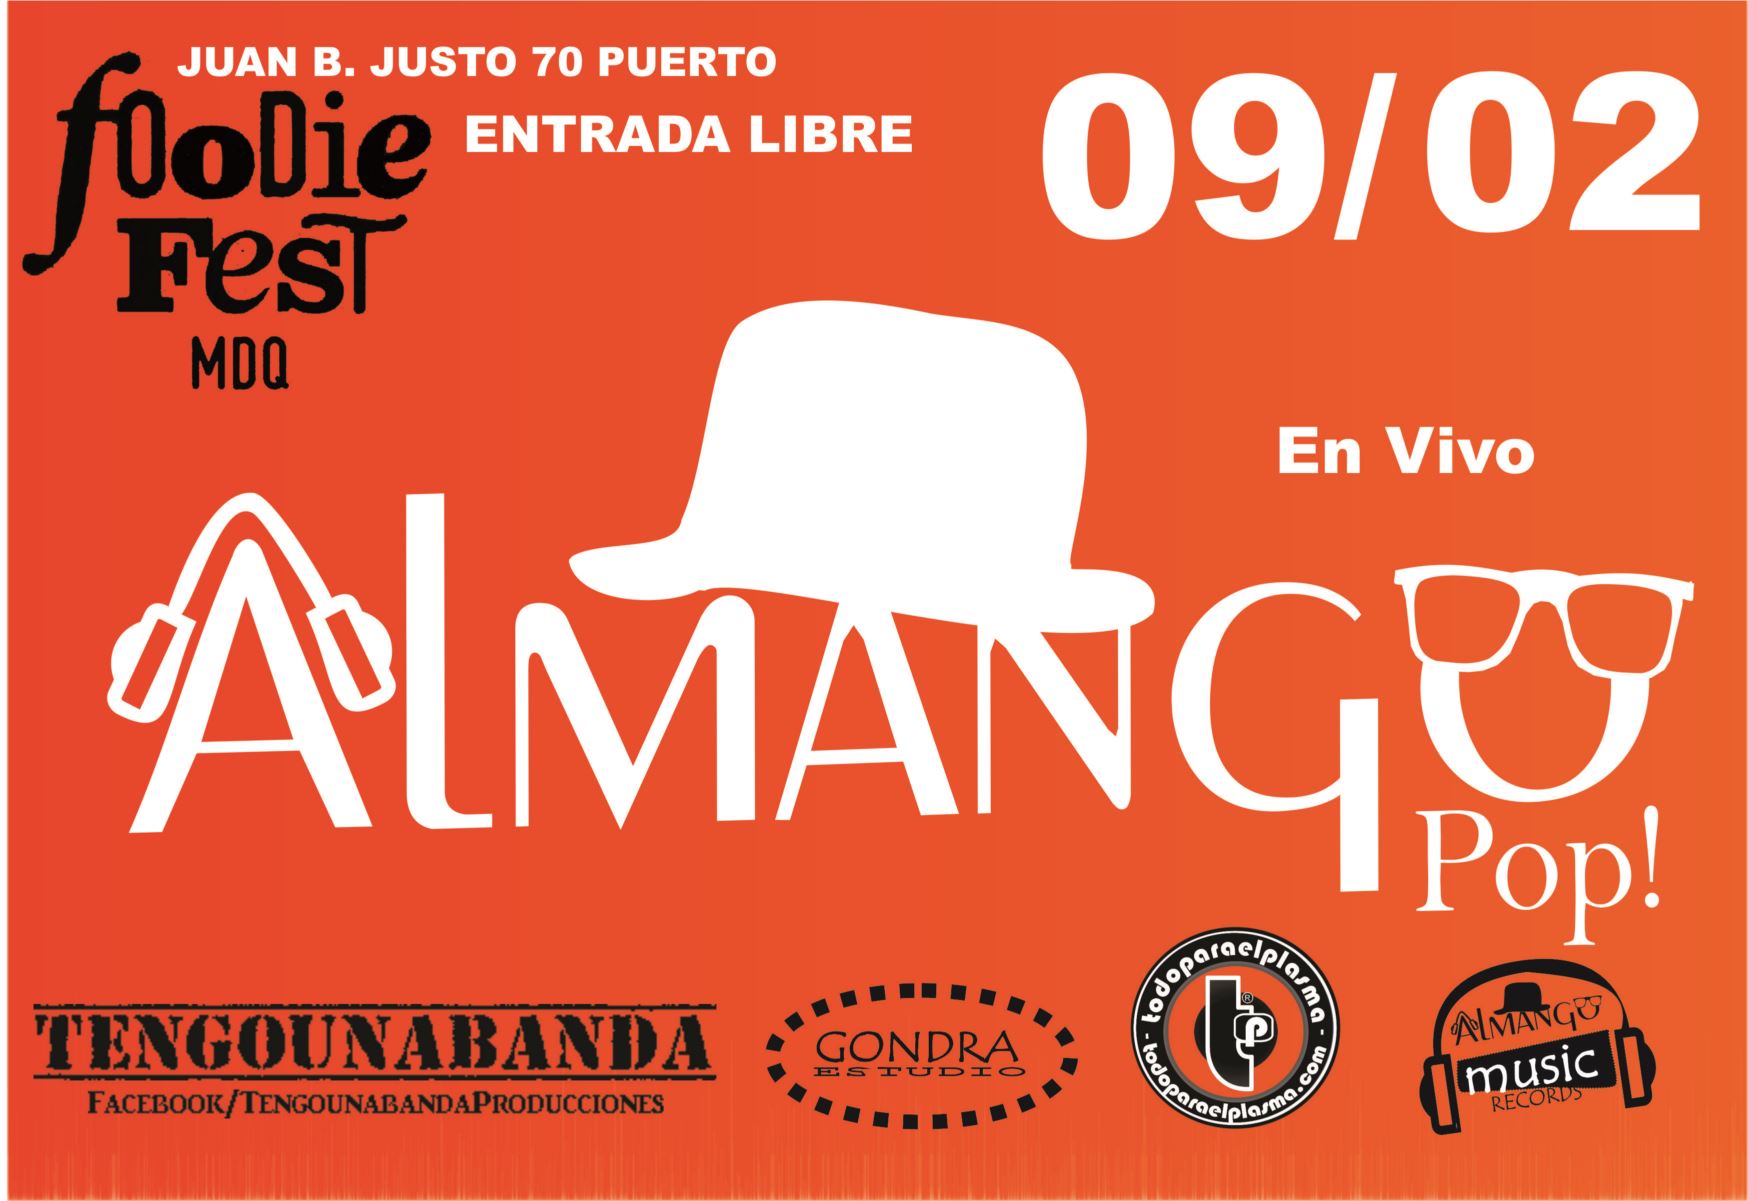 JUAN B. JUSTO 70 PUERTO
ENTRADA LIBRE
09/02
fOoDie
FesT
MDQ
En Vivo
AlMANGO
Pop!
TENGOUNABANDA
FACEBOOK/TENGOUNABANDAPRODUCCIONES
GONDRA
ESTUDIO
todoparaelplasma
tp®
- todoparaelplasma.com -
AlMANGO
music
RECORDS